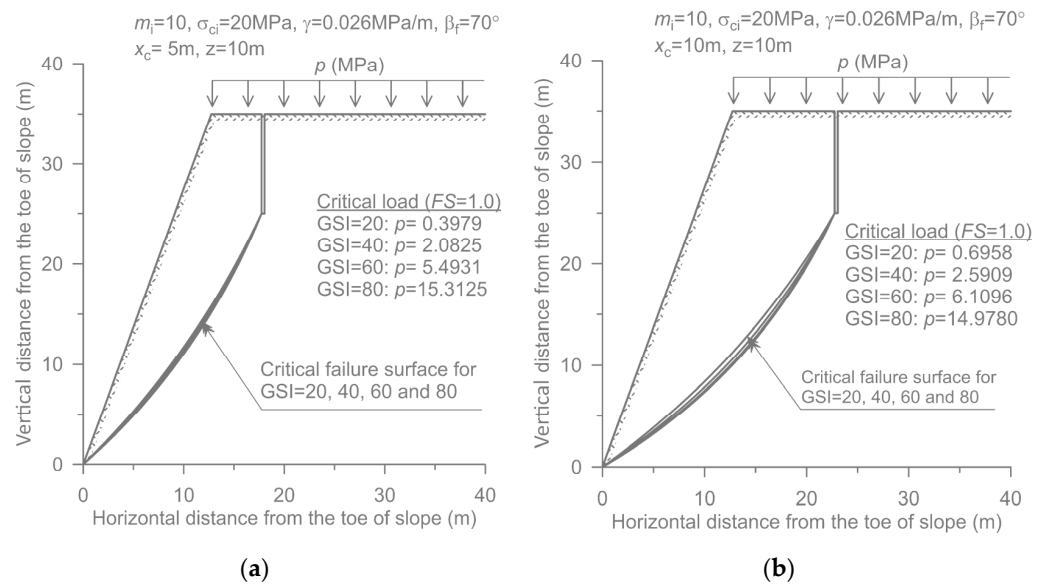 mi=10, σci=20MPa, γ=0.026MPa/m, βf=70°
xc= 5m, z=10m
p (MPa)
Vertical distance from the toe of slope (m)
40
30
20
10
0
Critical load (FS=1.0)
GSI=20: p= 0.3979
GSI=40: p= 2.0825
GSI=60: p= 5.4931
GSI=80: p=15.3125
Critical failure surface for
GSI=20, 40, 60 and 80
0 10 20 30 40
Horizontal distance from the toe of slope (m)
(a)
mi=10, σci=20MPa, γ=0.026MPa/m, βf=70°
xc=10m, z=10m
p (MPa)
Vertical distance from the toe of slope (m)
40
30
20
10
0
Critical load (FS=1.0)
GSI=20: p= 0.6958
GSI=40: p= 2.5909
GSI=60: p= 6.1096
GSI=80: p=14.9780
Critical failure surface for
GSI=20, 40, 60 and 80
0 10 20 30 40
Horizontal distance from the toe of slope (m)
(b)